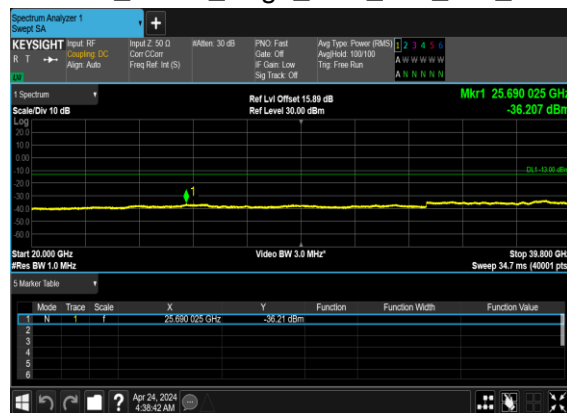 Spectrum Analyzer 1
Swept SA
+
KEYSIGHT Input: RF Input Z: 50 Ω #Atten: 30 dB PNO: Fast Avg Type: Power (RMS) 1 2 3 4 5 6
R T Coupling: DC Corr CCorr Gate: Off Avg|Hold: 100/100 A W W W W W
Align: Auto Freq Ref: Int (S) IF Gain: Low Trig: Free Run
Sig Track: Off A N N N N N
1 Spectrum Ref Lvl Offset 15.89 dB Mkr1 25.690 025 GHz
Scale/Div 10 dB Ref Level 30.00 dBm -36.207 dBm
Log
20.0
10.0
0.00
-10.0 DL1 -13.00 dBm
-20.0
-30.0 1
-40.0
-50.0
-60.0
Start 20.000 GHz Video BW 3.0 MHz* Stop 39.800 GHz
#Res BW 1.0 MHz Sweep 34.7 ms (40001 pts)
5 Marker Table
Mode Trace Scale X Y Function Function Width Function Value
1 N 1 f 25.690 025 GHz -36.21 dBm
2
3
4
5
6
? Apr 24, 2024
4:38:42 AM